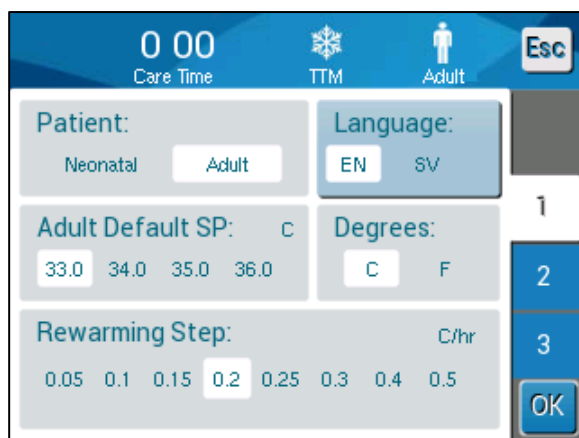 0 00 Esc
Care Time TTM Adult
Patient: Language:
Neonatal Adult EN SV
1
Adult Default SP: C Degrees:
33.0 34.0 35.0 36.0 C F
2
Rewarming Step: C/hr
3
0.05 0.1 0.15 0.2 0.25 0.3 0.4 0.5
OK